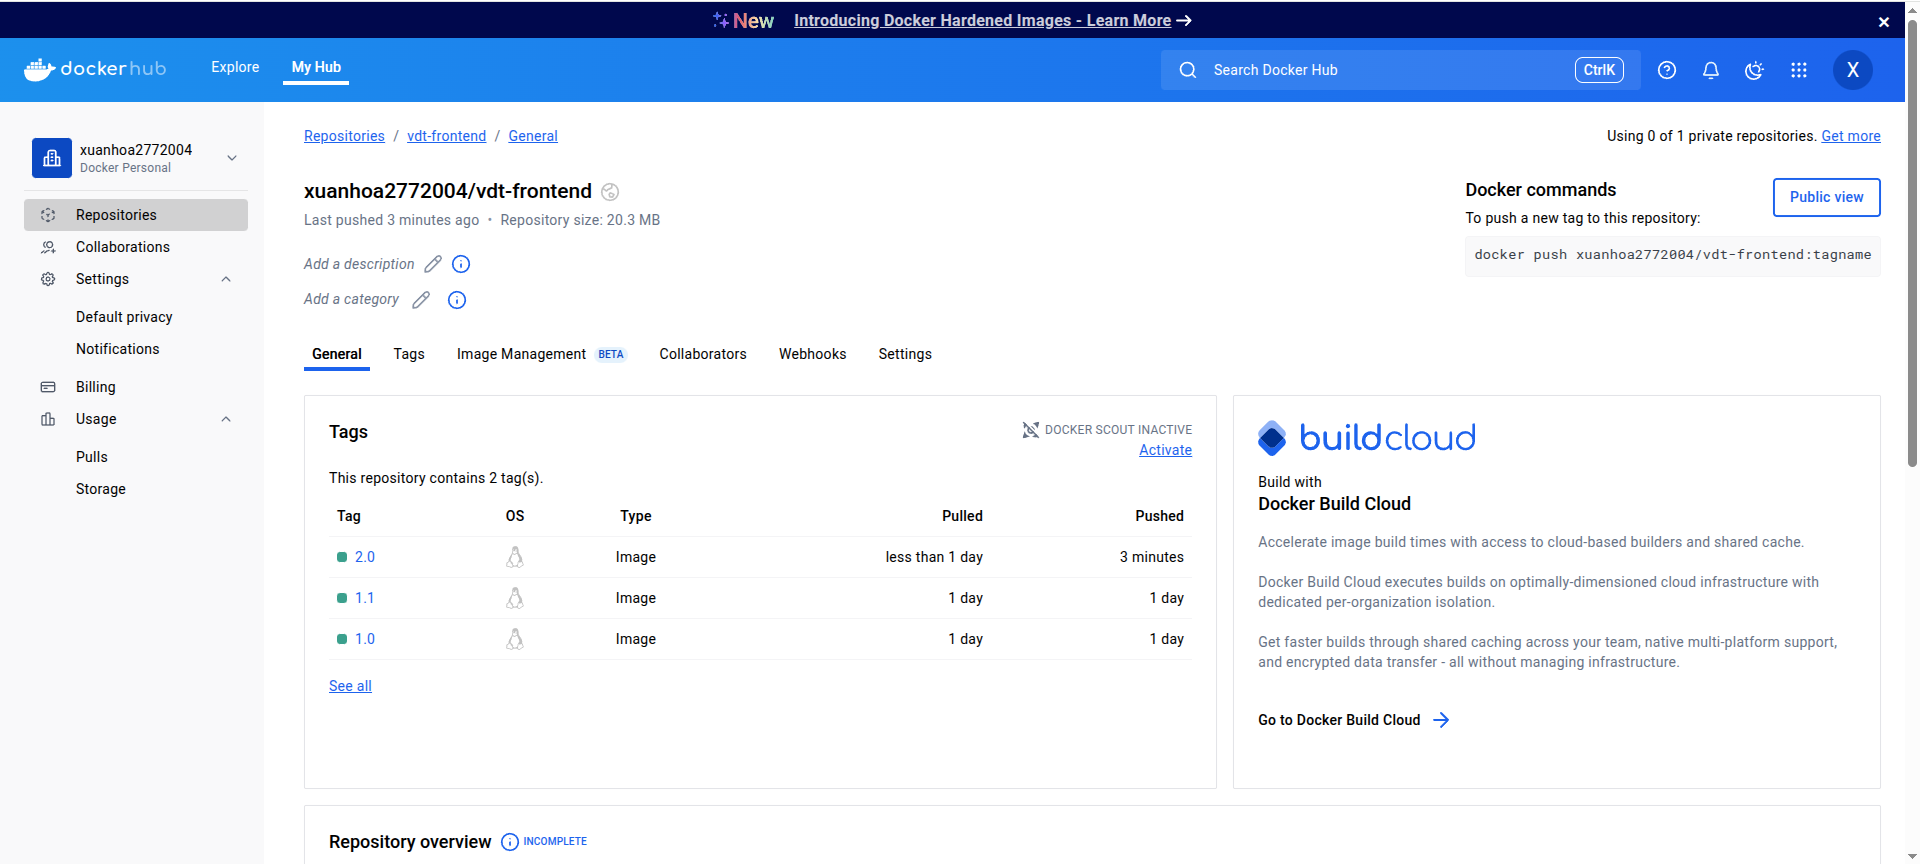 New Introducing Docker Hardened Images - Learn More
dockerhub Explore My Hub Search Docker Hub CtrlK X
xuanhoa2772004
Docker Personal
Repositories
Collaborations
Settings
Default privacy
Notifications
Billing
Usage
Pulls
Storage
Repositories / vdt-frontend / General
Using 0 of 1 private repositories. Get more
xuanhoa2772004/vdt-frontend
Last pushed 3 minutes ago • Repository size: 20.3 MB
Add a description
Add a category
Docker commands
Public view
To push a new tag to this repository:
docker push xuanhoa2772004/vdt-frontend:tagname
General Tags Image Management BETA Collaborators Webhooks Settings
Tags
DOCKER SCOUT INACTIVE
Activate
This repository contains 2 tag(s).
Tag OS Type Pulled Pushed
2.0 Image less than 1 day 3 minutes
1.1 Image 1 day 1 day
1.0 Image 1 day 1 day
See all
buildcloud
Build with
Docker Build Cloud
Accelerate image build times with access to cloud-based builders and shared cache.
Docker Build Cloud executes builds on optimally-dimensioned cloud infrastructure with
dedicated per-organization isolation.
Get faster builds through shared caching across your team, native multi-platform support,
and encrypted data transfer - all without managing infrastructure.
Go to Docker Build Cloud
Repository overview INCOMPLETE